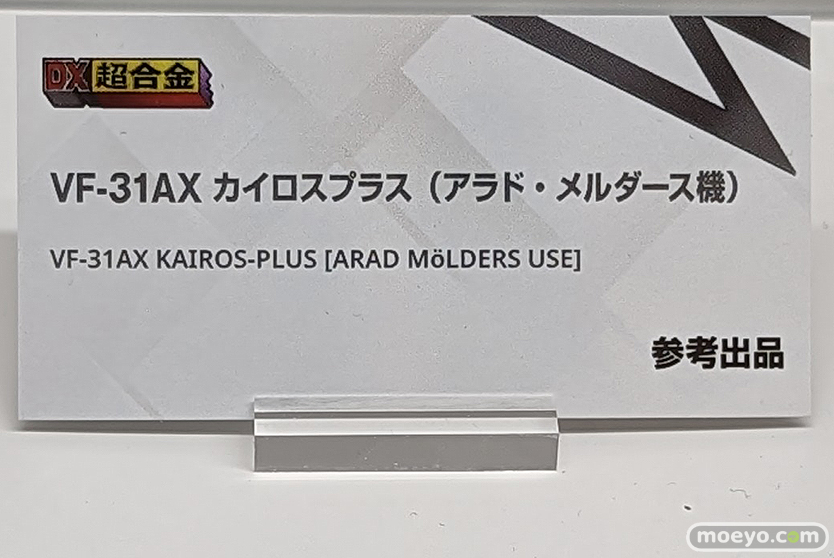 DX超合金
VF-31AX カイロスプラス（アラド・メルダース機）
VF-31AX KAIROS-PLUS [ARAD MöLDERS USE]
参考出品
moeyo.com